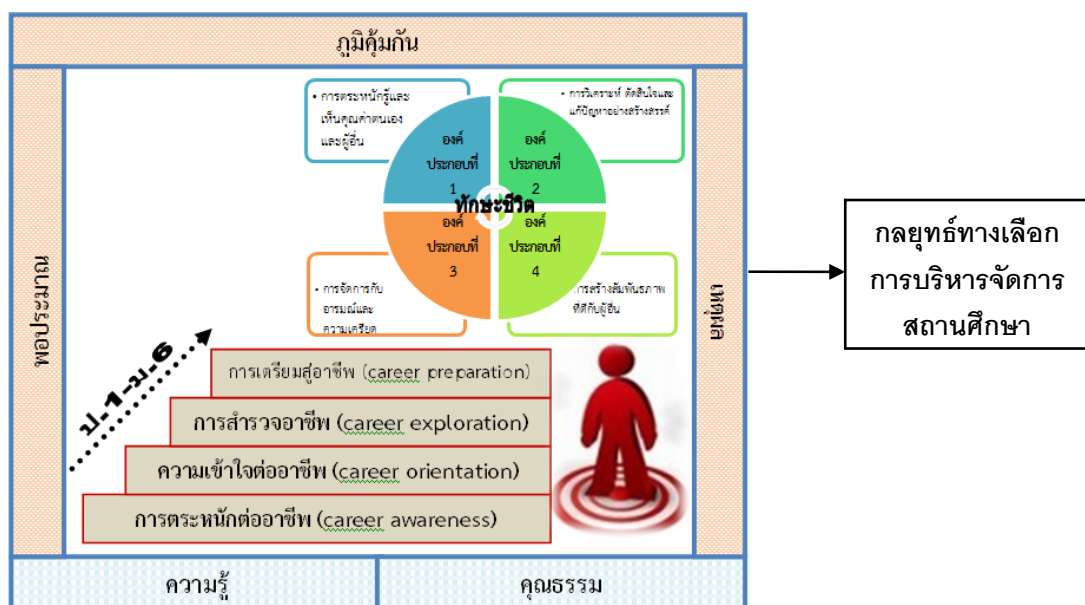 ภูมิคุ้มกัน
พอประมาณ
• การตระหนักรู้และ
เห็นคุณค่าตนเอง
และผู้อื่น
• การวิเคราะห์ ตัดสินใจและ
แก้ปัญหาอย่างสร้างสรรค์
องค์
ประกอบที่
1
องค์
ประกอบที่
2
ทักษะชีวิต
องค์
ประกอบที่
3
องค์
ประกอบที่
4
• การจัดการกับ
อารมณ์และ
ความเครียด
การสร้างสัมพันธภาพ
ที่ดีกับผู้อื่น
เหตุผล
กลยุทธ์ทางเลือก
การบริหารจัดการ
สถานศึกษา
ป.1-ม.6
การเตรียมสู่อาชีพ (career preparation)
การสำรวจอาชีพ (career exploration)
ความเข้าใจต่ออาชีพ (career orientation)
การตระหนักต่ออาชีพ (career awareness)
ความรู้
คุณธรรม